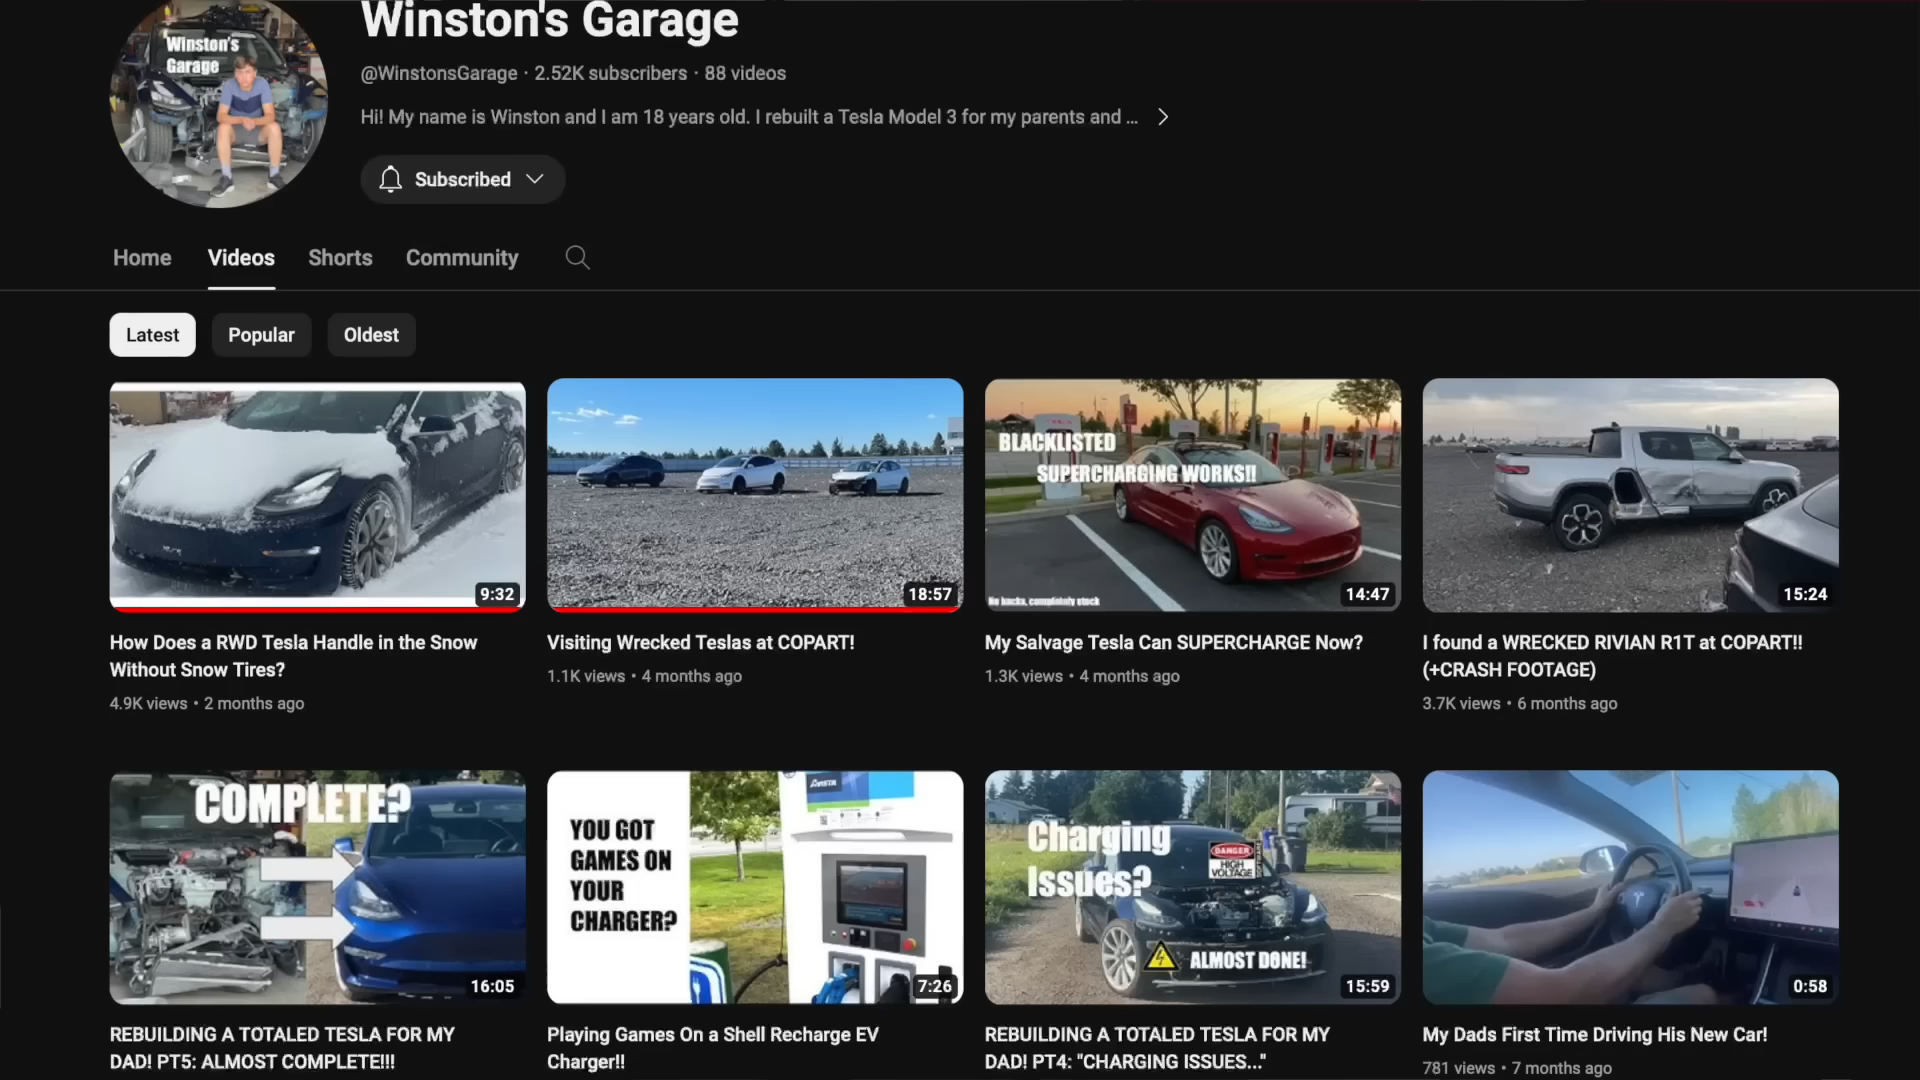 Winston's Garage
Winston's
Garage
@WinstonsGarage · 2.52K subscribers · 88 videos
Hi! My name is Winston and I am 18 years old. I rebuilt a Tesla Model 3 for my parents and ...
Subscribed
Home Videos Shorts Community
Latest Popular Oldest
9:32
18:57
BLACKLISTED
SUPERCHARGING WORKS!!
No hacks, completely stock
14:47
15:24
How Does a RWD Tesla Handle in the Snow
Without Snow Tires?
4.9K views • 2 months ago
Visiting Wrecked Teslas at COPART!
1.1K views • 4 months ago
My Salvage Tesla Can SUPERCHARGE Now?
1.3K views • 4 months ago
I found a WRECKED RIVIAN R1T at COPART!!
(+CRASH FOOTAGE)
3.7K views • 6 months ago
COMPLETE?
16:05
YOU GOT
GAMES ON
YOUR
CHARGER?
7:26
Charging
Issues?
DANGER
HIGH
VOLTAGE
ALMOST DONE!
15:59
0:58
REBUILDING A TOTALED TESLA FOR MY
DAD! PT5: ALMOST COMPLETE!!!
Playing Games On a Shell Recharge EV
Charger!!
REBUILDING A TOTALED TESLA FOR MY
DAD! PT4: "CHARGING ISSUES..."
My Dads First Time Driving His New Car!
781 views • 7 months ago